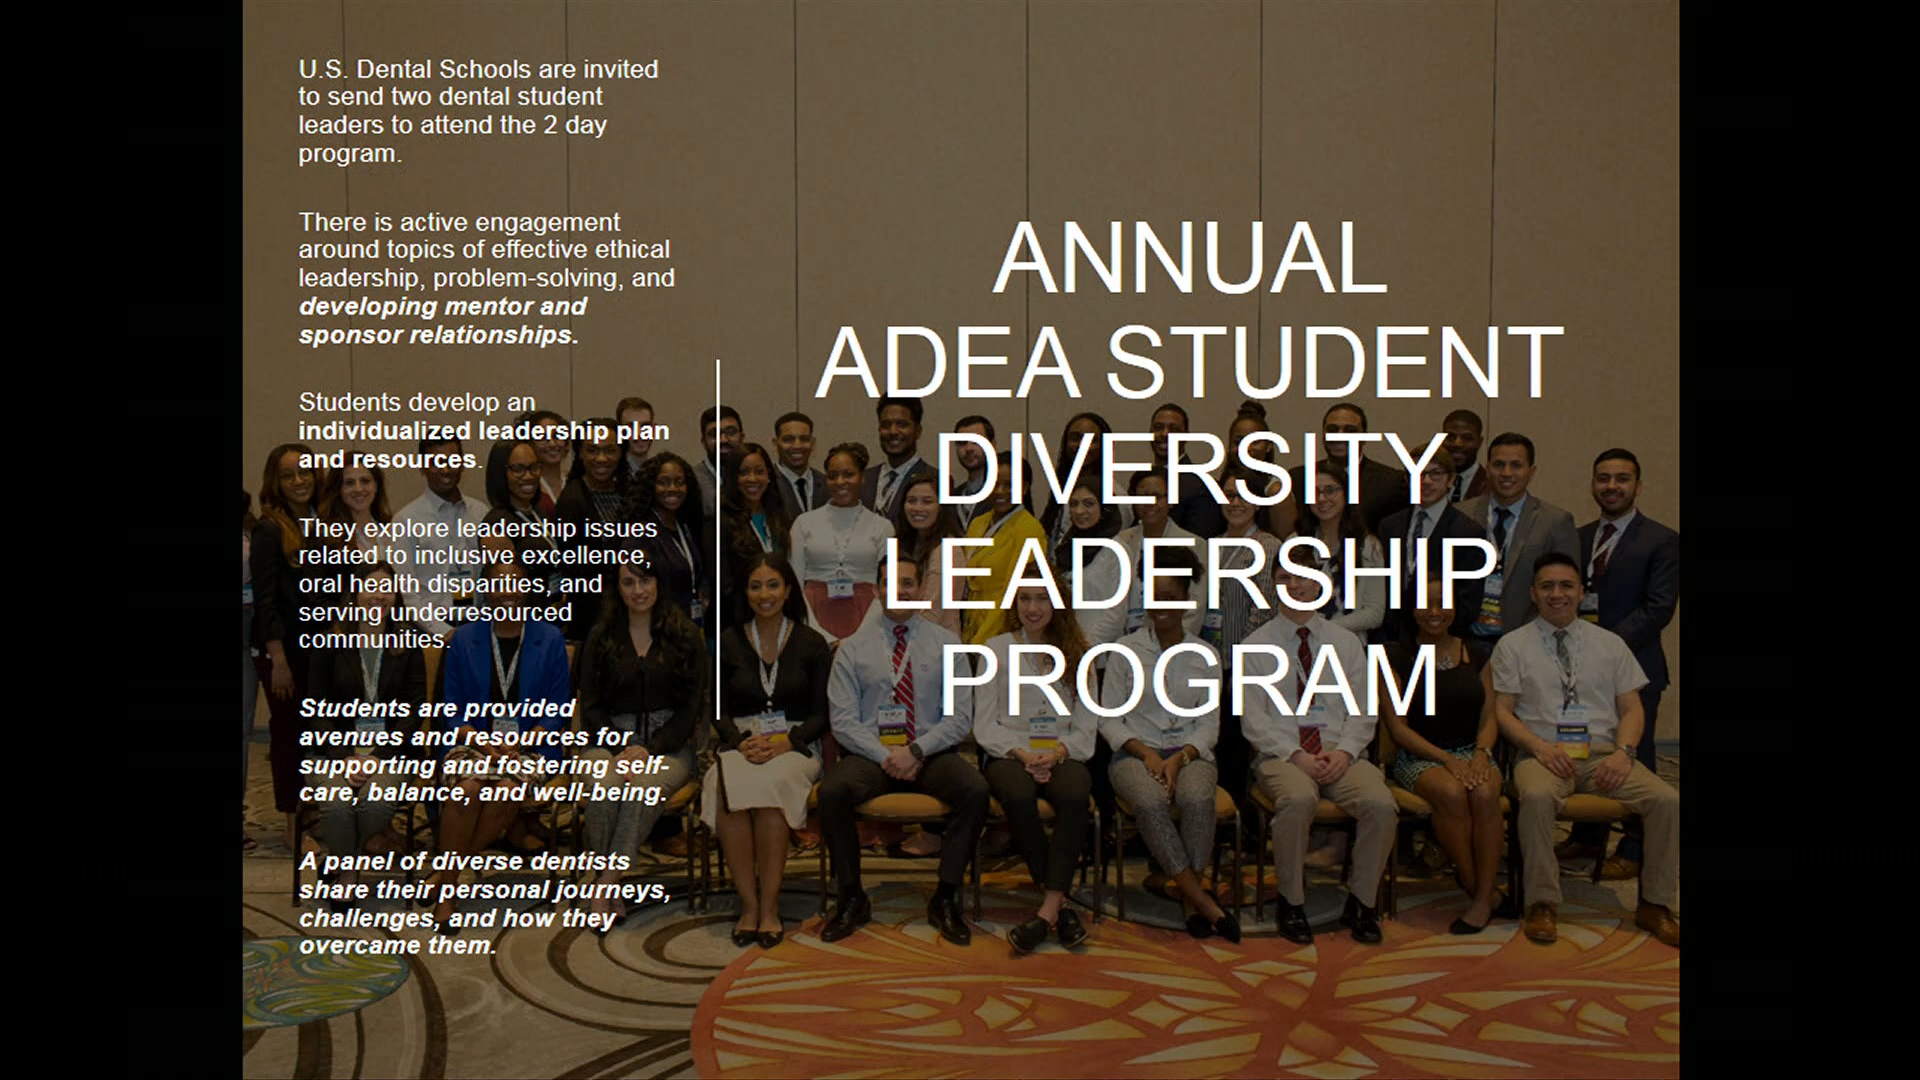 U.S. Dental Schools are invited
to send two dental student
leaders to attend the 2 day
program.
There is active engagement
around topics of effective ethical
leadership, problem-solving, and
developing mentor and
sponsor relationships.
Students develop an
individualized leadership plan
and resources.
They explore leadership issues
related to inclusive excellence,
oral health disparities, and
serving underresourced
communities.
Students are provided
avenues and resources for
supporting and fostering self-
care, balance, and well-being.
A panel of diverse dentists
share their personal journeys,
challenges, and how they
overcame them.
ANNUAL
ADEA STUDENT
DIVERSITY
LEADERSHIP
PROGRAM